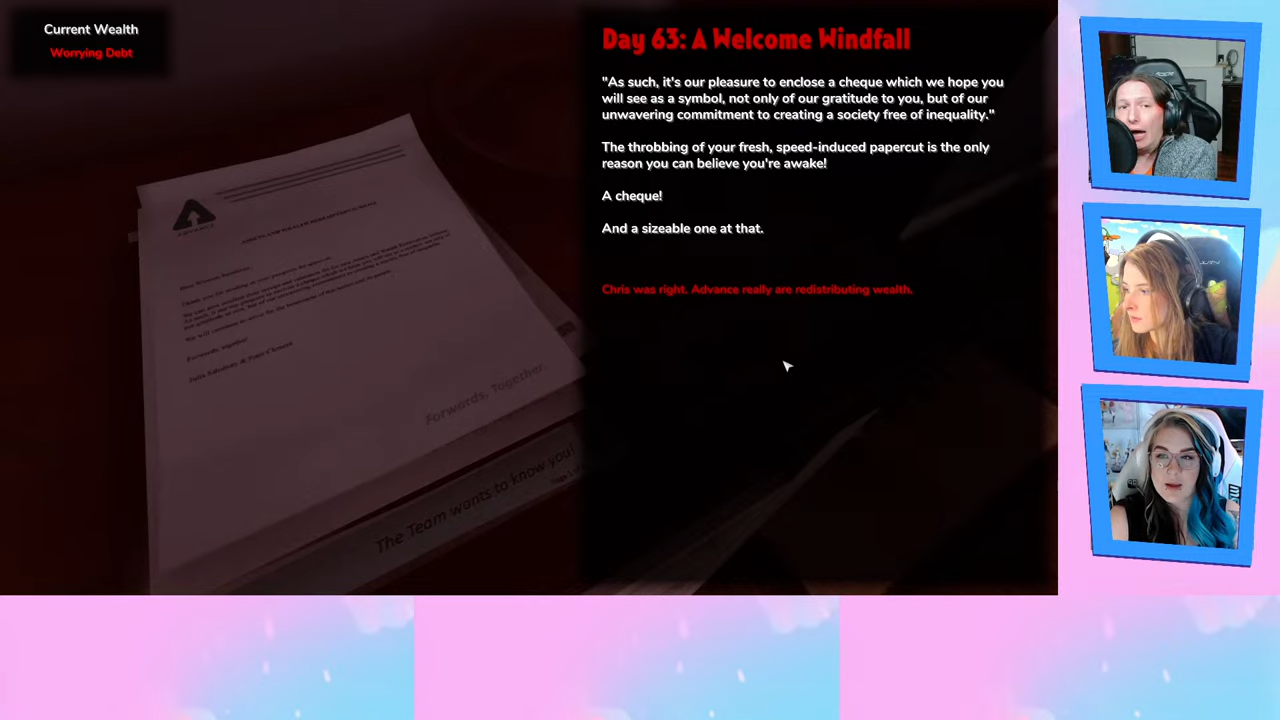 Current Wealth
Worrying Debt
Day 63: A Welcome Windfall
"As such, it's our pleasure to enclose a cheque which we hope you
will see as a symbol, not only of our gratitude to you, but of our
unwavering commitment to creating a society free of inequality."
The throbbing of your fresh, speed-induced papercut is the only
reason you can believe you're awake!
A cheque!
And a sizeable one at that.
Chris was right. Advance really are redistributing wealth.
Forwards, together
Forwards, Together.
The Team wants to know you!